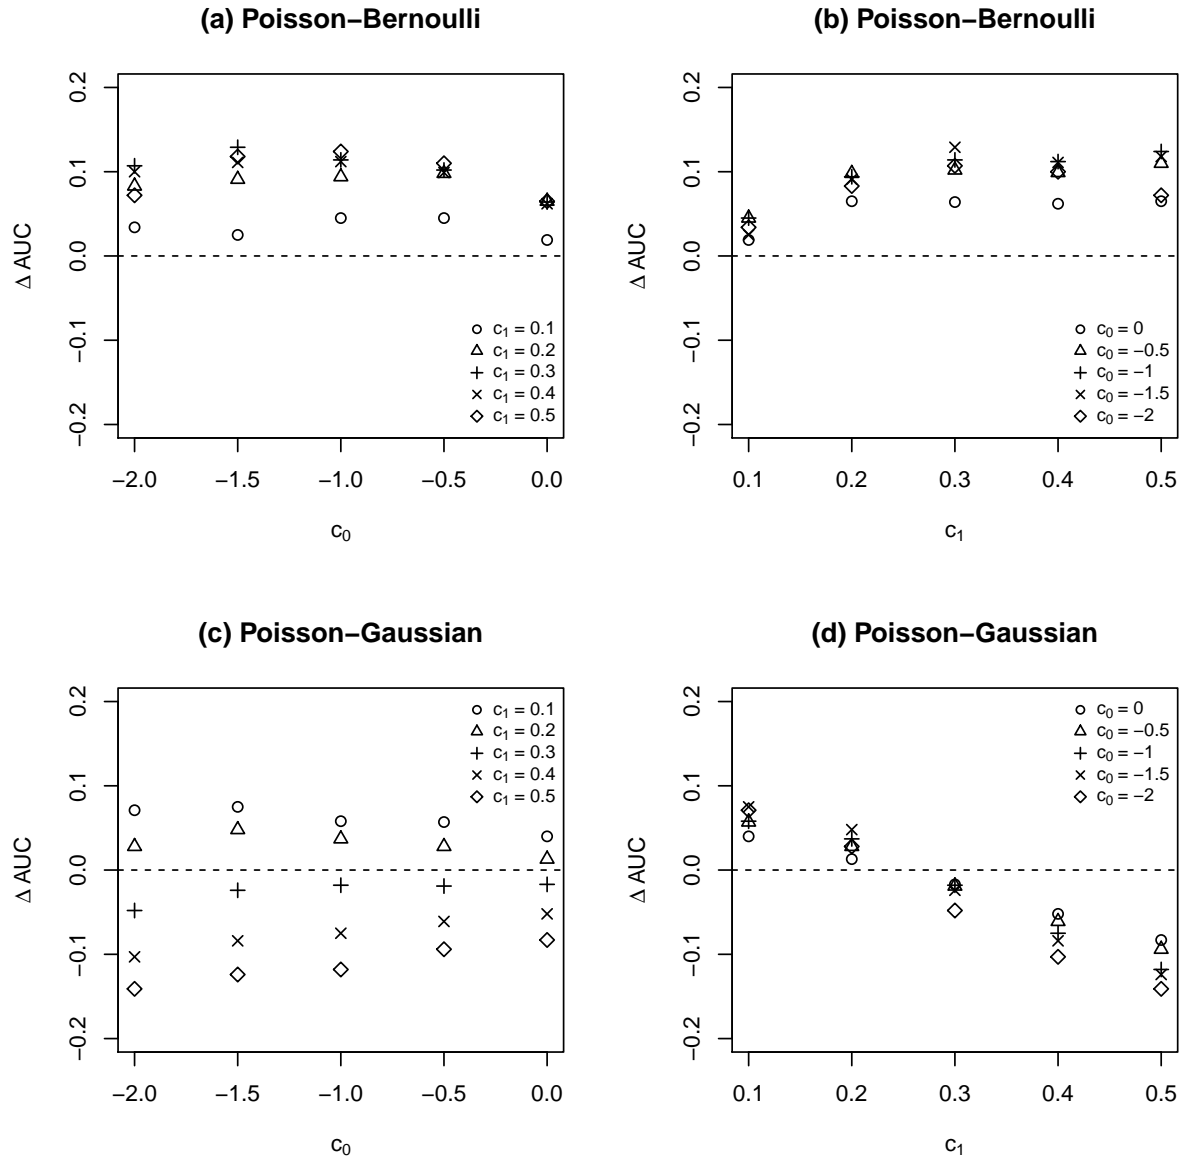 (a) Poisson−Bernoulli
Δ AUC
0.2
0.1
0.0
−0.1
−0.2
c₁ = 0.1
c₁ = 0.2
c₁ = 0.3
c₁ = 0.4
c₁ = 0.5
−2.0 −1.5 −1.0 −0.5 0.0
c₀
(b) Poisson−Bernoulli
Δ AUC
0.2
0.1
0.0
−0.1
−0.2
c₀ = 0
c₀ = −0.5
c₀ = −1
c₀ = −1.5
c₀ = −2
0.1 0.2 0.3 0.4 0.5
c₁
(c) Poisson−Gaussian
Δ AUC
0.2
0.1
0.0
−0.1
−0.2
c₁ = 0.1
c₁ = 0.2
c₁ = 0.3
c₁ = 0.4
c₁ = 0.5
−2.0 −1.5 −1.0 −0.5 0.0
c₀
(d) Poisson−Gaussian
Δ AUC
0.2
0.1
0.0
−0.1
−0.2
c₀ = 0
c₀ = −0.5
c₀ = −1
c₀ = −1.5
c₀ = −2
0.1 0.2 0.3 0.4 0.5
c₁